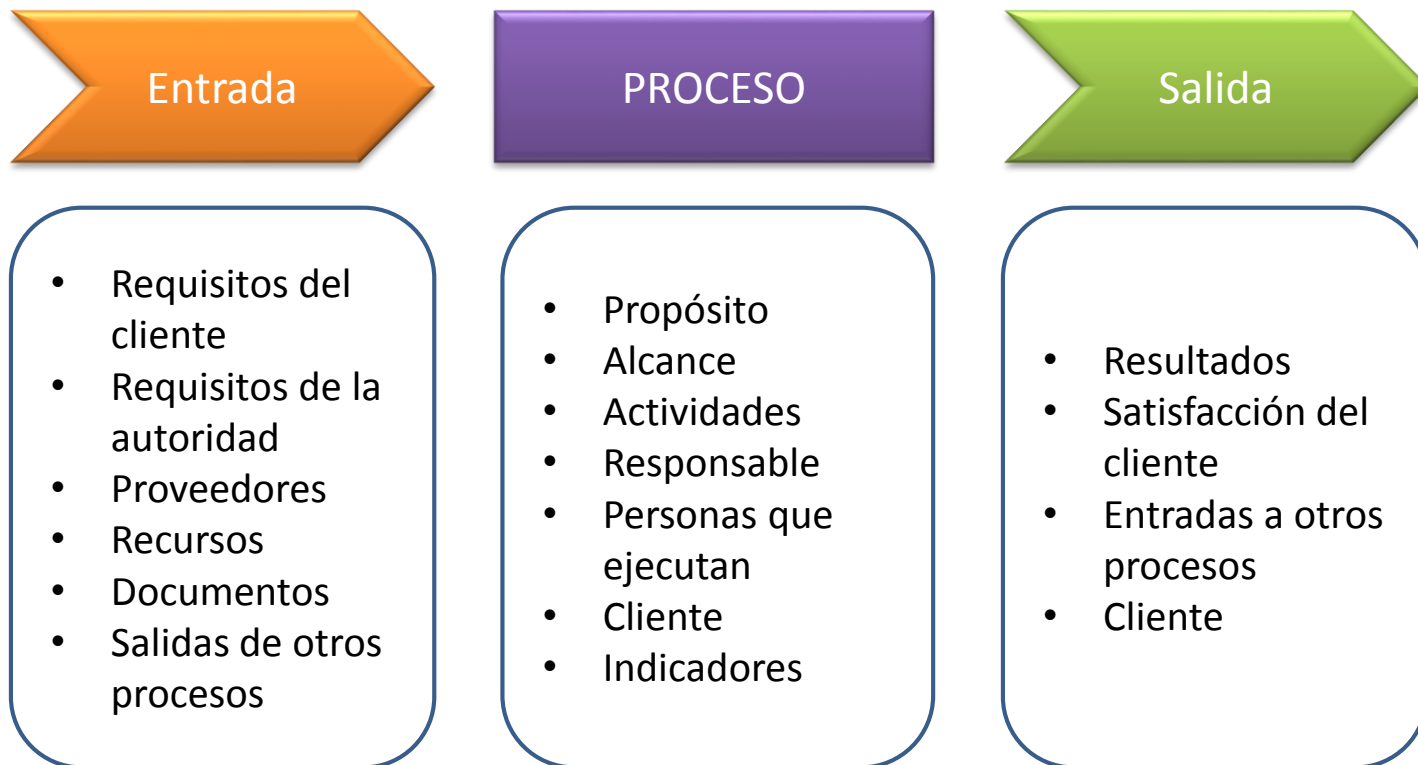 Entrada
PROCESO
Salida
• Requisitos del
cliente
• Requisitos de la
autoridad
• Proveedores
• Recursos
• Documentos
• Salidas de otros
procesos
• Propósito
• Alcance
• Actividades
• Responsable
• Personas que
ejecutan
• Cliente
• Indicadores
• Resultados
• Satisfacción del
cliente
• Entradas a otros
procesos
• Cliente